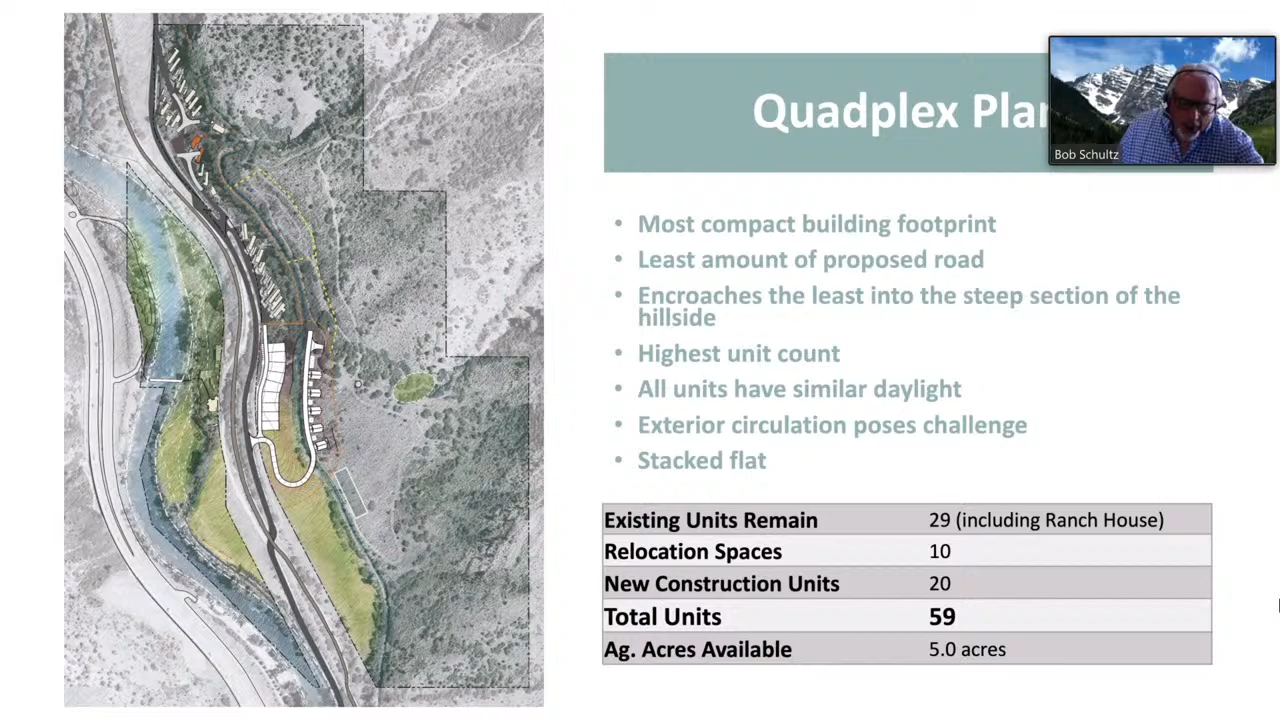 Quadplex Plan
Bob Schultz
• Most compact building footprint
• Least amount of proposed road
• Encroaches the least into the steep section of the
hillside
• Highest unit count
• All units have similar daylight
• Exterior circulation poses challenge
• Stacked flat
Existing Units Remain 29 (including Ranch House)
Relocation Spaces 10
New Construction Units 20
Total Units 59
Ag. Acres Available 5.0 acres